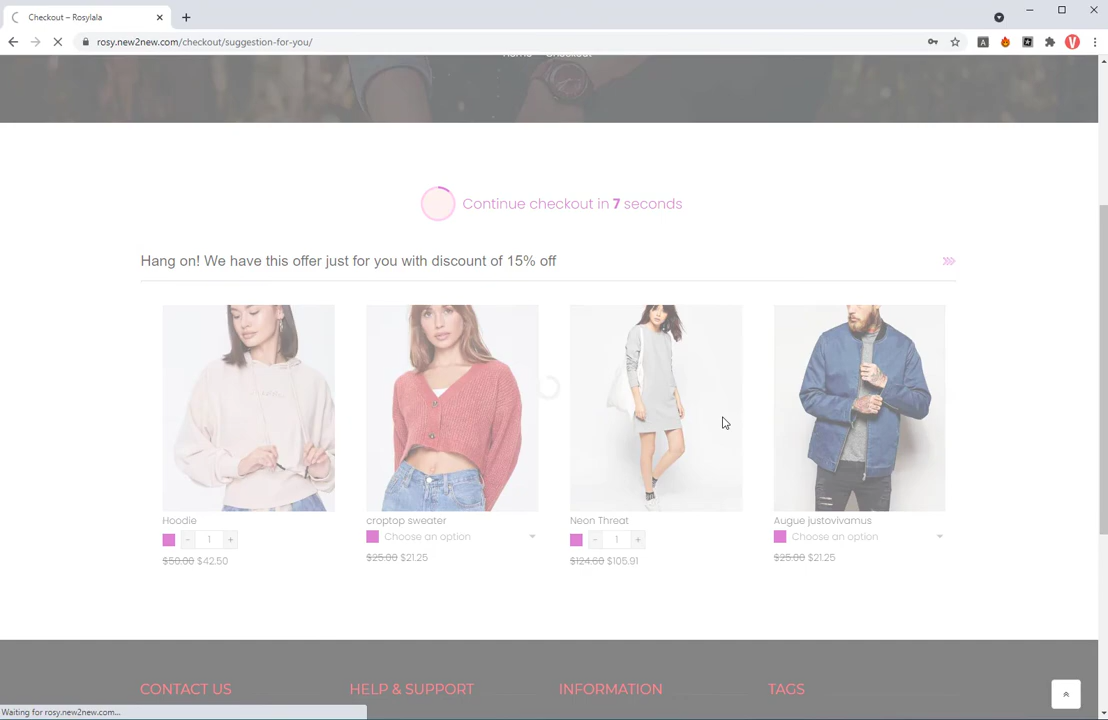 Checkout – Rosylala
rosy.new2new.com/checkout/suggestion-for-you/
A
V
Continue checkout in 7 seconds
Hang on! We have this offer just for you with discount of 15% off
Hoodie
- 1 +
$50.00 $42.50
croptop sweater
Choose an option
$25.00 $21.25
Neon Threat
- 1 +
$124.60 $105.91
Augue justovivamus
Choose an option
$25.00 $21.25
CONTACT US
HELP & SUPPORT
INFORMATION
TAGS
Waiting for rosy.new2new.com...